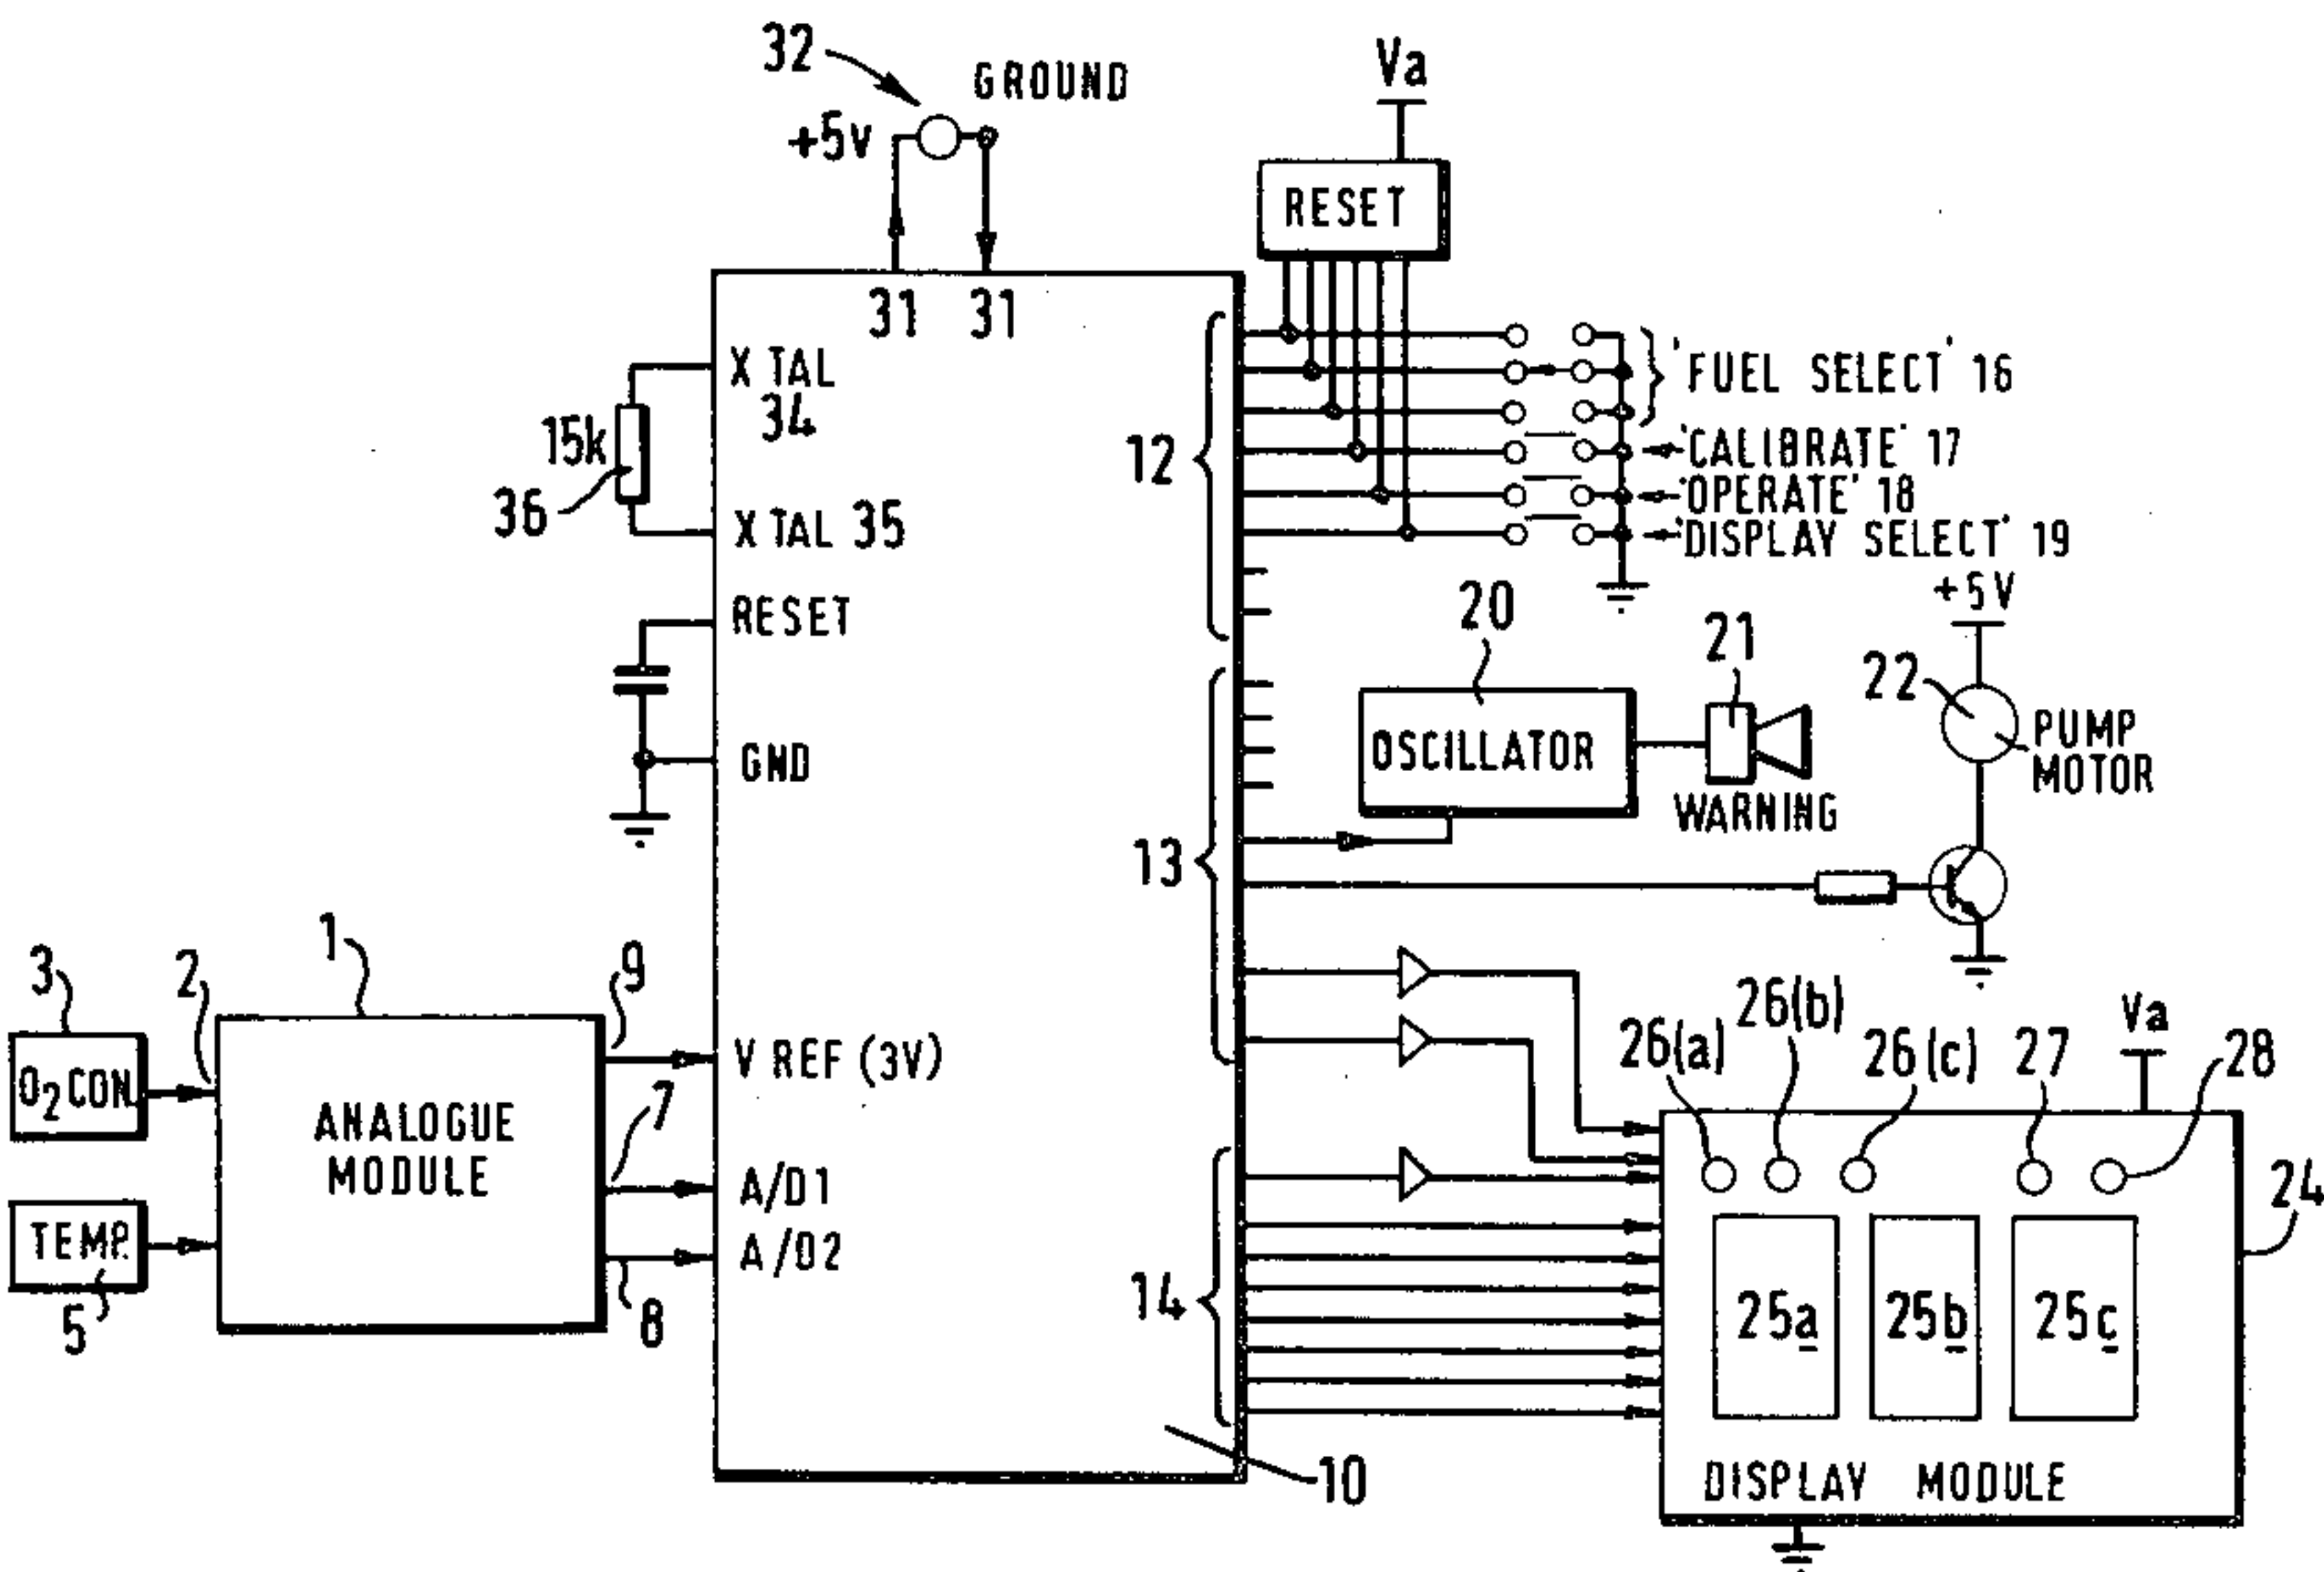 32
GROUND
+5v
Va
RESET
31
31
X TAL
34
15k
36
X TAL 35
12
'FUEL SELECT' 16
'CALIBRATE' 17
'OPERATE' 18
'DISPLAY SELECT' 19
RESET
+5V
20
21
22
PUMP
MOTOR
OSCILLATOR
WARNING
GND
13
3
2
1
9
O2 CON.
ANALOGUE
MODULE
V REF (3V)
7
A/D1
A/D2
TEMP.
5
8
14
10
26(a)
26(b)
26(c)
27
Va
28
24
25a
25b
25c
DISPLAY MODULE